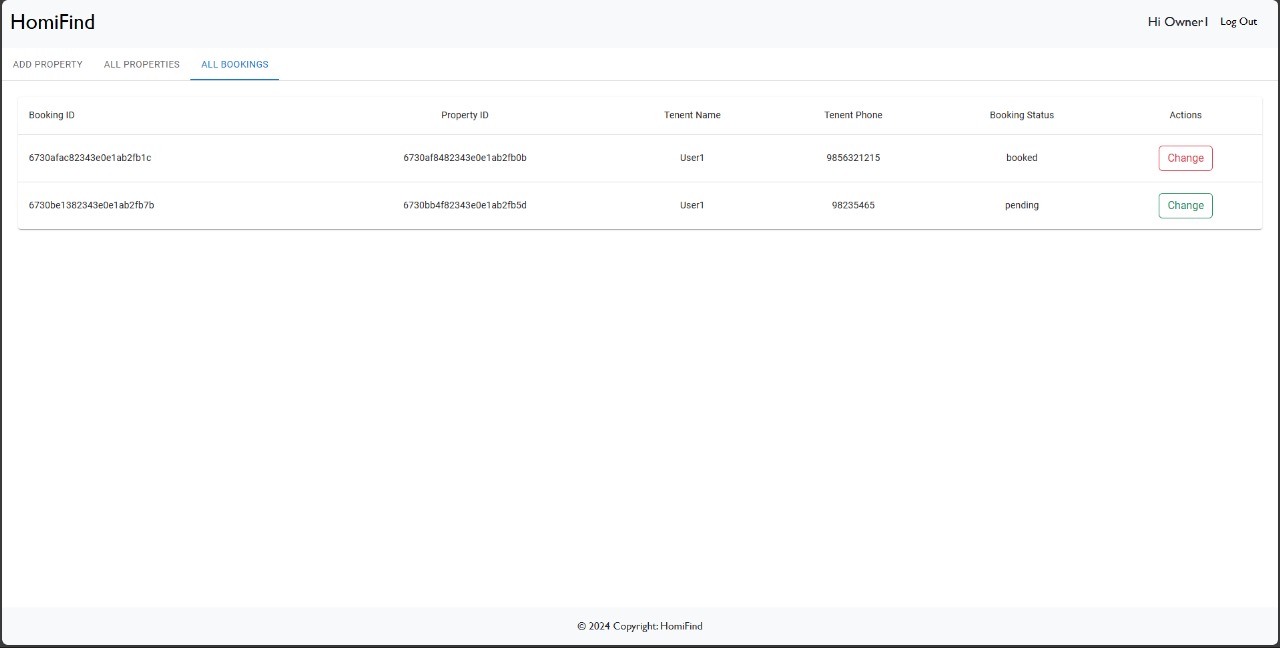 HomiFind Hi Owner1 Log Out
ADD PROPERTY ALL PROPERTIES ALL BOOKINGS
Booking ID Property ID Tenent Name Tenent Phone Booking Status Actions
6730afac82343e0e1ab2fb1c 6730af8482343e0e1ab2fb0b User1 9856321215 booked Change
6730be1382343e0e1ab2fb7b 6730bb4f82343e0e1ab2fb5d User1 98235465 pending Change
© 2024 Copyright: HomiFind